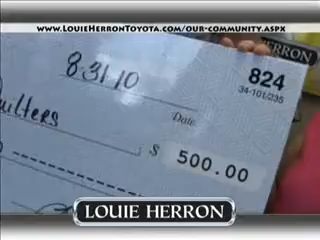 www.LouieHerronToyota.com/our-community.aspx
HERRON
8 31 10
824
34-101/235
Date
uilters
$ 500.00
LOUIE HERRON